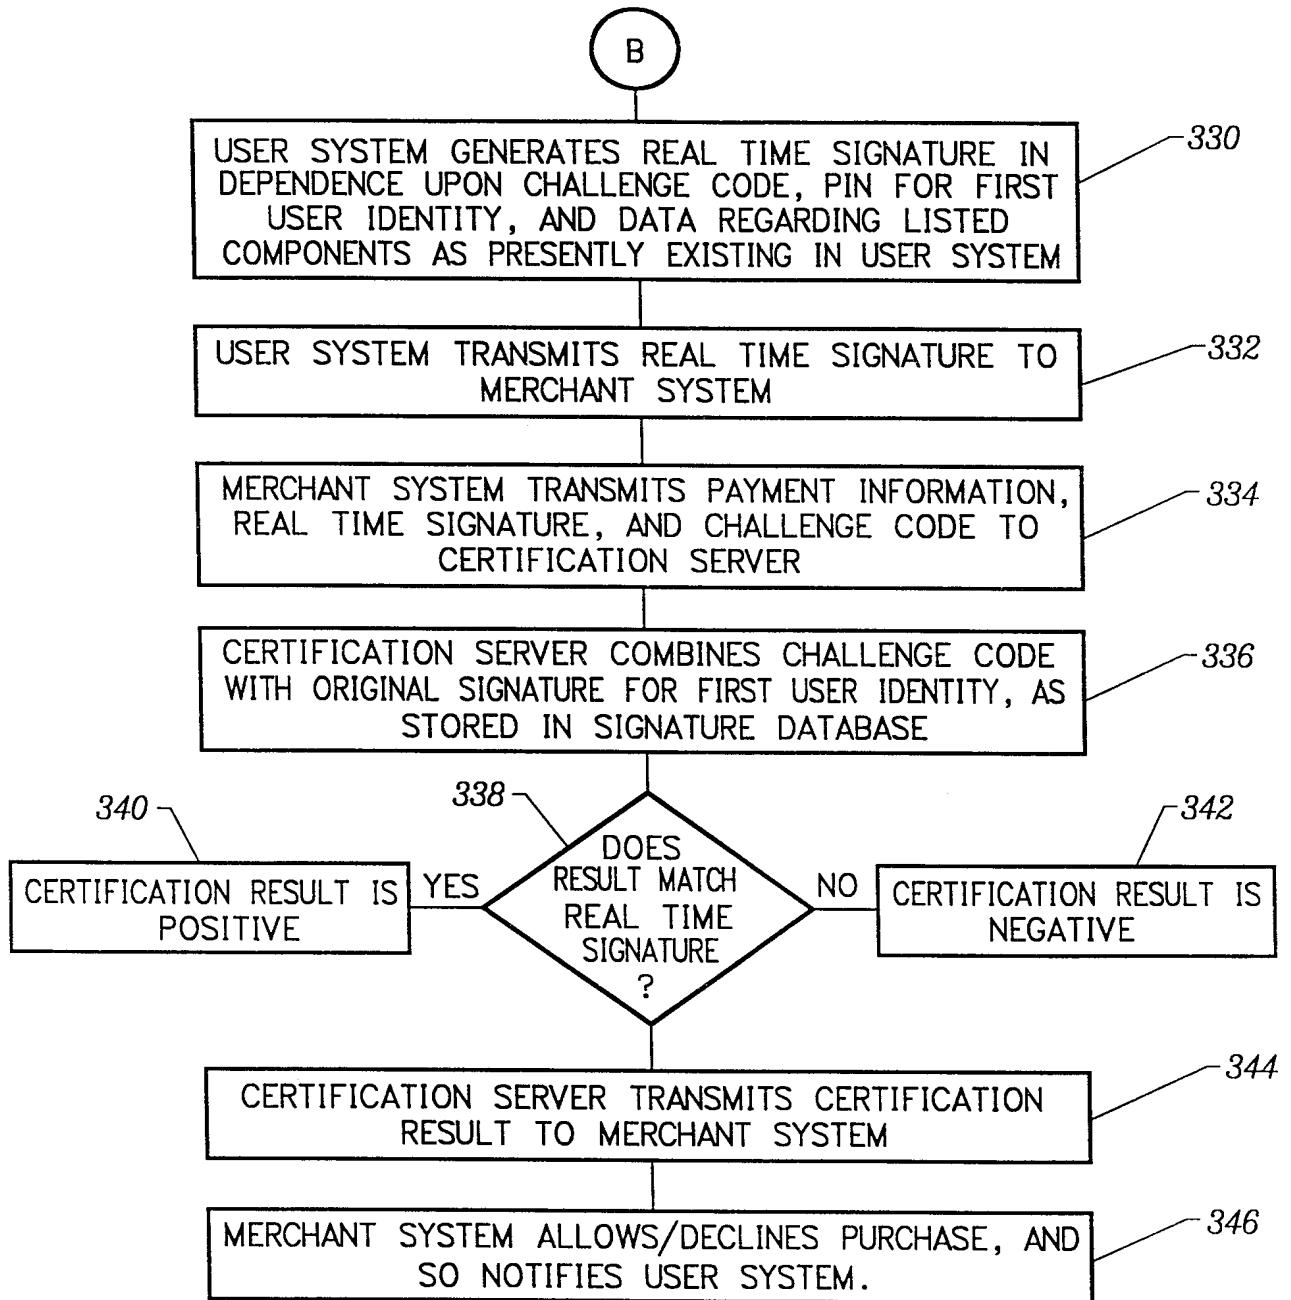 B
USER SYSTEM GENERATES REAL TIME SIGNATURE IN
DEPENDENCE UPON CHALLENGE CODE, PIN FOR FIRST
USER IDENTITY, AND DATA REGARDING LISTED
COMPONENTS AS PRESENTLY EXISTING IN USER SYSTEM
330
USER SYSTEM TRANSMITS REAL TIME SIGNATURE TO
MERCHANT SYSTEM
332
MERCHANT SYSTEM TRANSMITS PAYMENT INFORMATION,
REAL TIME SIGNATURE, AND CHALLENGE CODE TO
CERTIFICATION SERVER
334
CERTIFICATION SERVER COMBINES CHALLENGE CODE
WITH ORIGINAL SIGNATURE FOR FIRST USER IDENTITY, AS
STORED IN SIGNATURE DATABASE
336
340
CERTIFICATION RESULT IS
POSITIVE
YES
338
DOES
RESULT MATCH
REAL TIME
SIGNATURE
?
NO
342
CERTIFICATION RESULT IS
NEGATIVE
CERTIFICATION SERVER TRANSMITS CERTIFICATION
RESULT TO MERCHANT SYSTEM
344
MERCHANT SYSTEM ALLOWS/DECLINES PURCHASE, AND
SO NOTIFIES USER SYSTEM.
346